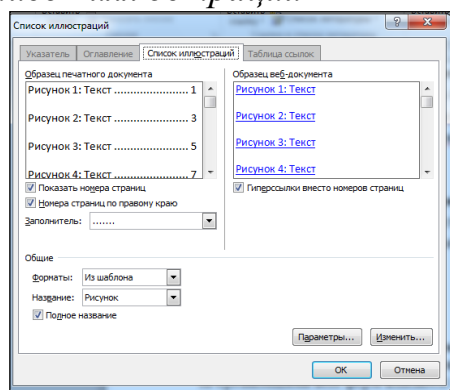 Список иллюстраций
Указатель Оглавление Список иллюстраций Таблица ссылок
Образец печатного документа
Рисунок 1: Текст ....................... 1
Рисунок 2: Текст ....................... 3
Рисунок 3: Текст ....................... 5
Рисунок 4: Текст ....................... 7
Образец веб-документа
Рисунок 1: Текст
Рисунок 2: Текст
Рисунок 3: Текст
Рисунок 4: Текст
Показать номера страниц
Номера страниц по правому краю
Заполнитель: .......
Гиперссылки вместо номеров страниц
Общие
Форматы: Из шаблона
Название: Рисунок
Полное название
Параметры... Изменить...
ОК Отмена